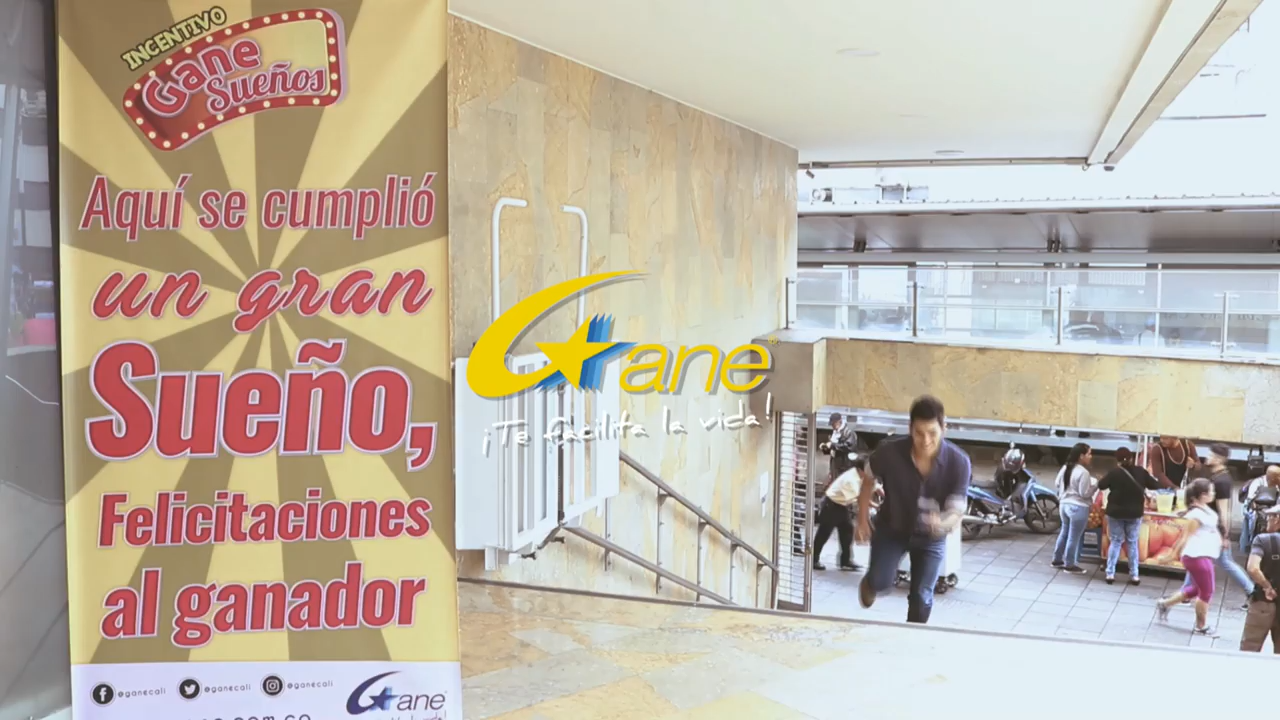 INCENTIVO
Gane
Sueños
Aquí se cumplió
un gran
Sueño,
Felicitaciones
al ganador
@ganecali @ganecali @ganecali
Gane
Gane®
¡Te facilita la vida!